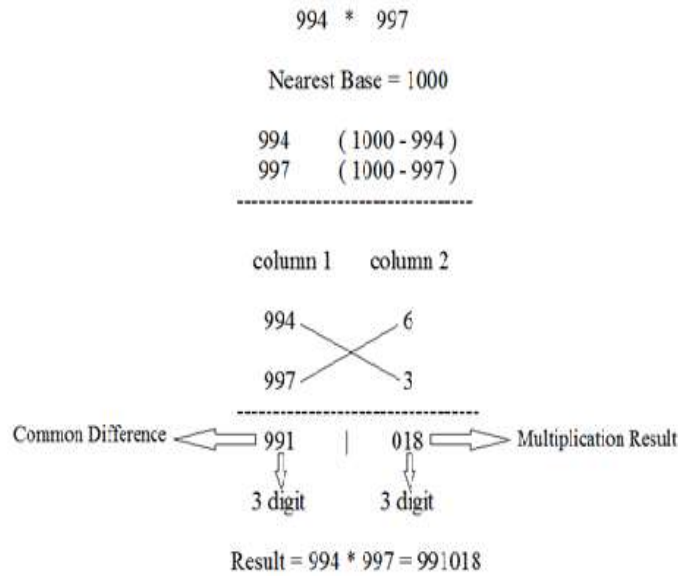 994 * 997
Nearest Base = 1000
994 ( 1000 - 994 )
997 ( 1000 - 997 )
---------------------------------
column 1 column 2
994 6
997 3
---------------------------------
Common Difference 991 | 018 Multiplication Result
3 digit 3 digit
Result = 994 * 997 = 991018